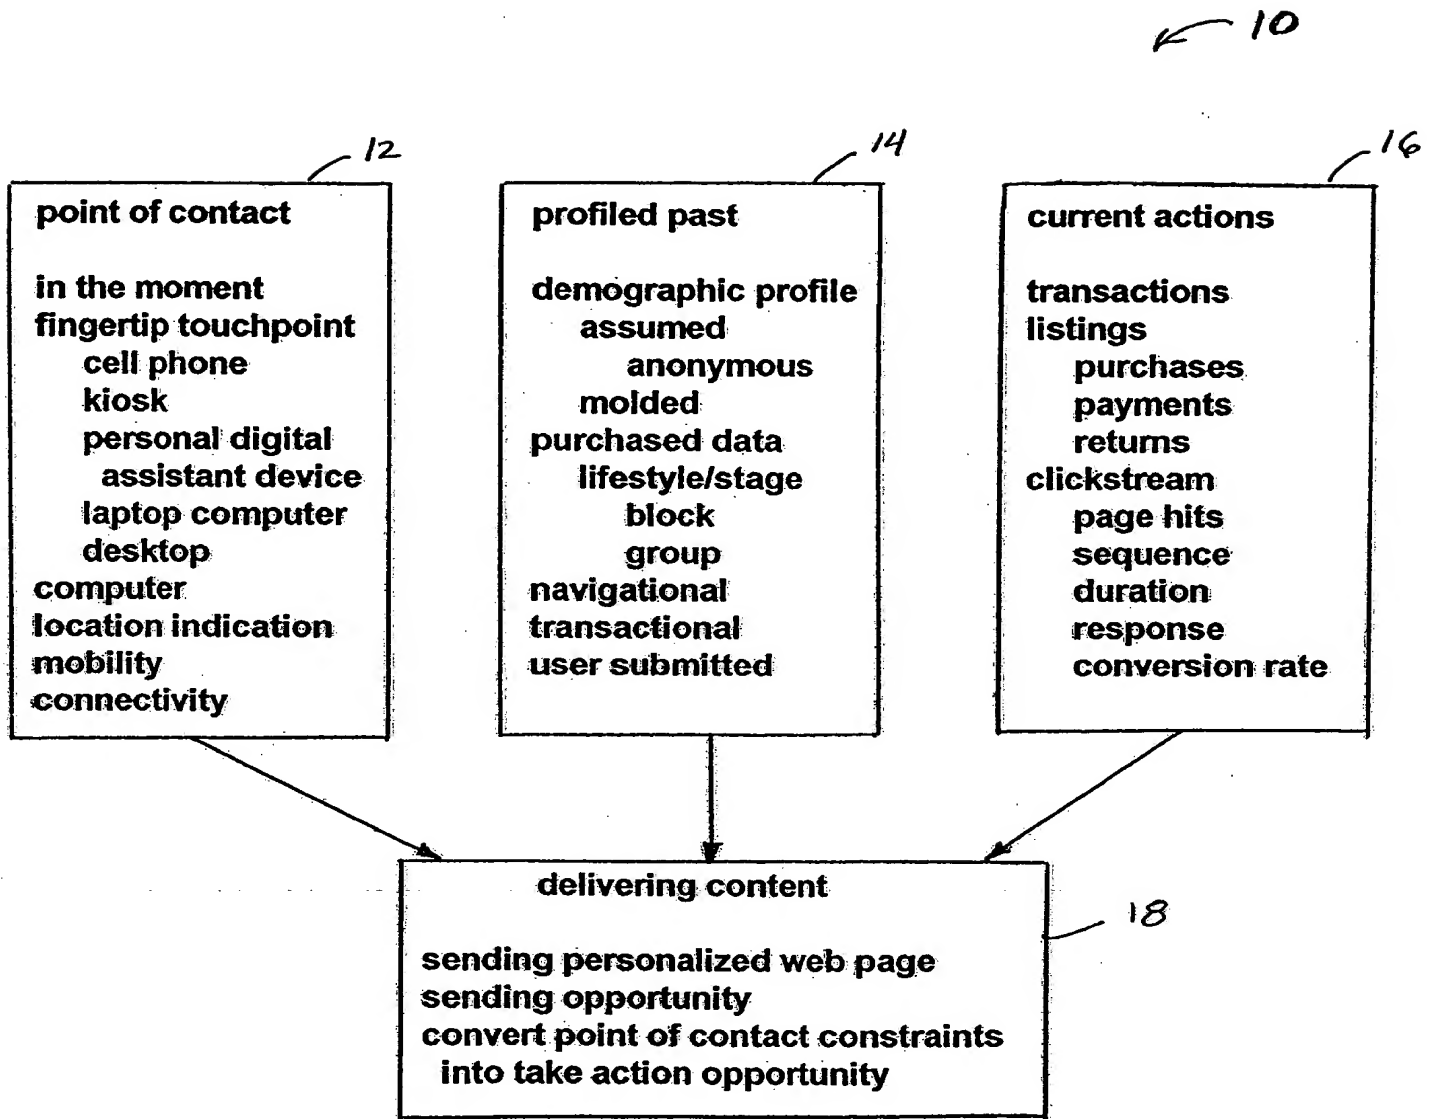 10
12
point of contact
in the moment
fingertip touchpoint
cell phone
kiosk
personal digital
assistant device
laptop computer
desktop
computer
location indication
mobility
connectivity
14
profiled past
demographic profile
assumed
anonymous
molded
purchased data
lifestyle/stage
block
group
navigational
transactional
user submitted
16
current actions
transactions
listings
purchases
payments
returns
clickstream
page hits
sequence
duration
response
conversion rate
18
delivering content
sending personalized web page
sending opportunity
convert point of contact constraints
into take action opportunity